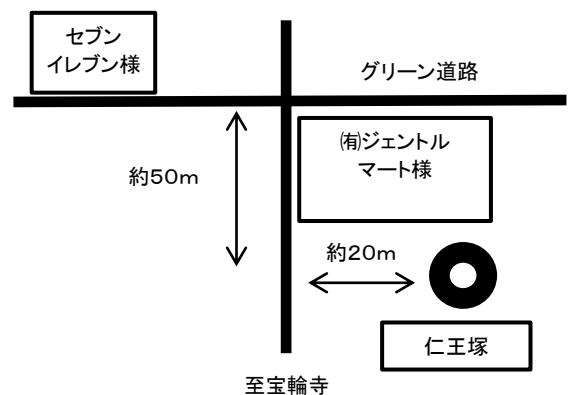 セブン
イレブン様
グリーン道路
㈲ジェントル
マート様
約50ｍ
約20ｍ
仁王塚
至宝輪寺